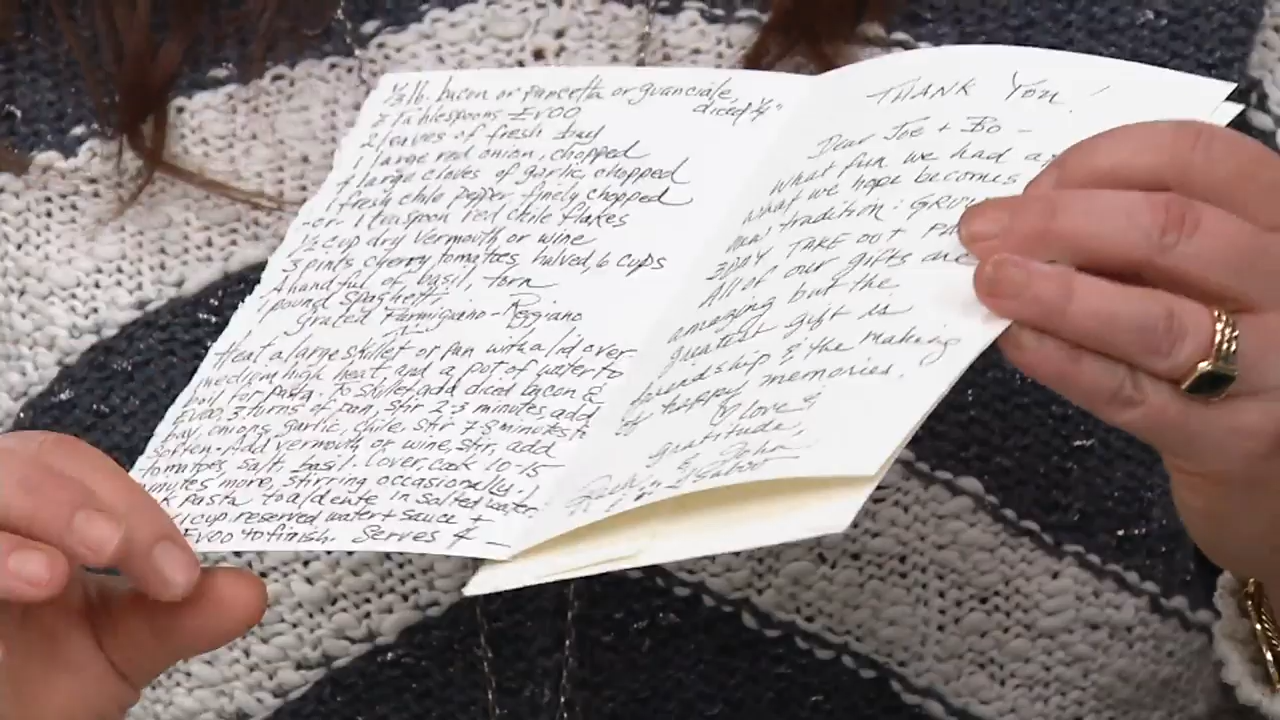 1/3 lb. bacon or pancetta or guanciale,
diced 1/4"
2 Tablespoons EVOO
2 leaves of fresh bay
1 large red onion, chopped
4 large cloves of garlic, chopped
1 fresh chile pepper finely chopped
-or- 1 teaspoon red chile flakes
1/2 cup dry vermouth or wine
3 pints cherry tomatoes, halved, 6 cups
A handful of basil, torn
1 pound Spaghetti
grated Parmigiano-Reggiano
Heat a large skillet or pan with a lid over
medium high heat, and a pot of water to
boil for pasta. To skillet add diced bacon &
EVOO, 3 turns of pan, stir 2-3 minutes, add
bay, onions, garlic, chile, stir 7-8 minutes to
soften. Add vermouth or wine, stir, add
tomatoes, salt, basil. Cover, cook 10-15
minutes more, stirring occasionally.
pasta to al dente in salted water.
1 cup reserved water + sauce +
EVOO to finish. Serves 4 -
THANK YOU!
Dear Joe + Bo -
what fun we had
what we hope becomes
new tradition:
3 DAY TAKE OUT
All of our gifts are
amazing but the
greatest gift is
friendship & the making
of happy memories.
love &
gratitude,
& John